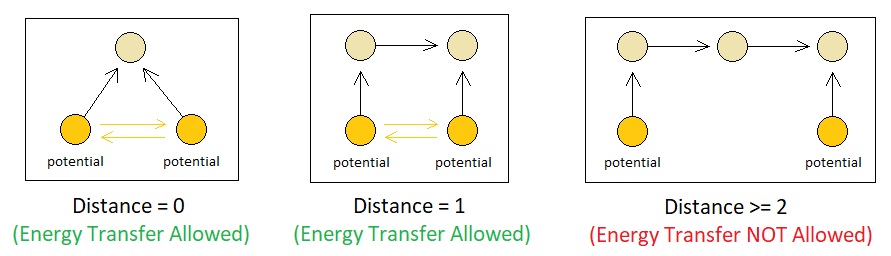 potential
potential
Distance = 0
(Energy Transfer Allowed)
potential
potential
Distance = 1
(Energy Transfer Allowed)
potential
potential
Distance >= 2
(Energy Transfer NOT Allowed)